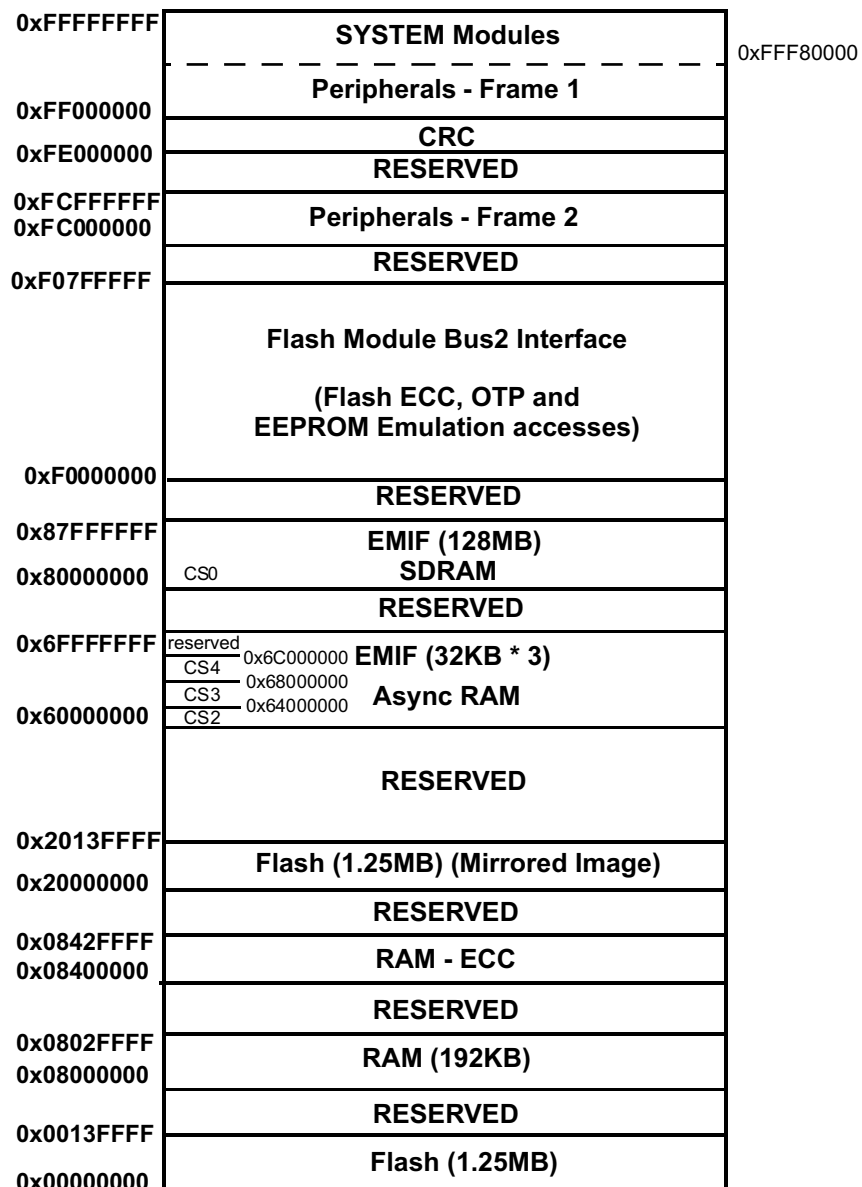 0xFFFFFFFF
SYSTEM Modules
0xFFF80000
Peripherals - Frame 1
0xFF000000
CRC
0xFE000000
RESERVED
0xFCFFFFFF
Peripherals - Frame 2
0xFC000000
RESERVED
0xF07FFFFF
Flash Module Bus2 Interface
(Flash ECC, OTP and
EEPROM Emulation accesses)
0xF0000000
RESERVED
0x87FFFFFF
EMIF (128MB)
0x80000000 CS0 SDRAM
RESERVED
0x6FFFFFFF reserved
0x6C000000 EMIF (32KB * 3)
CS4
0x68000000
CS3 Async RAM
0x64000000
0x60000000 CS2
RESERVED
0x2013FFFF
Flash (1.25MB) (Mirrored Image)
0x20000000
RESERVED
0x0842FFFF
RAM - ECC
0x08400000
RESERVED
0x0802FFFF
RAM (192KB)
0x08000000
RESERVED
0x0013FFFF
Flash (1.25MB)
0x00000000